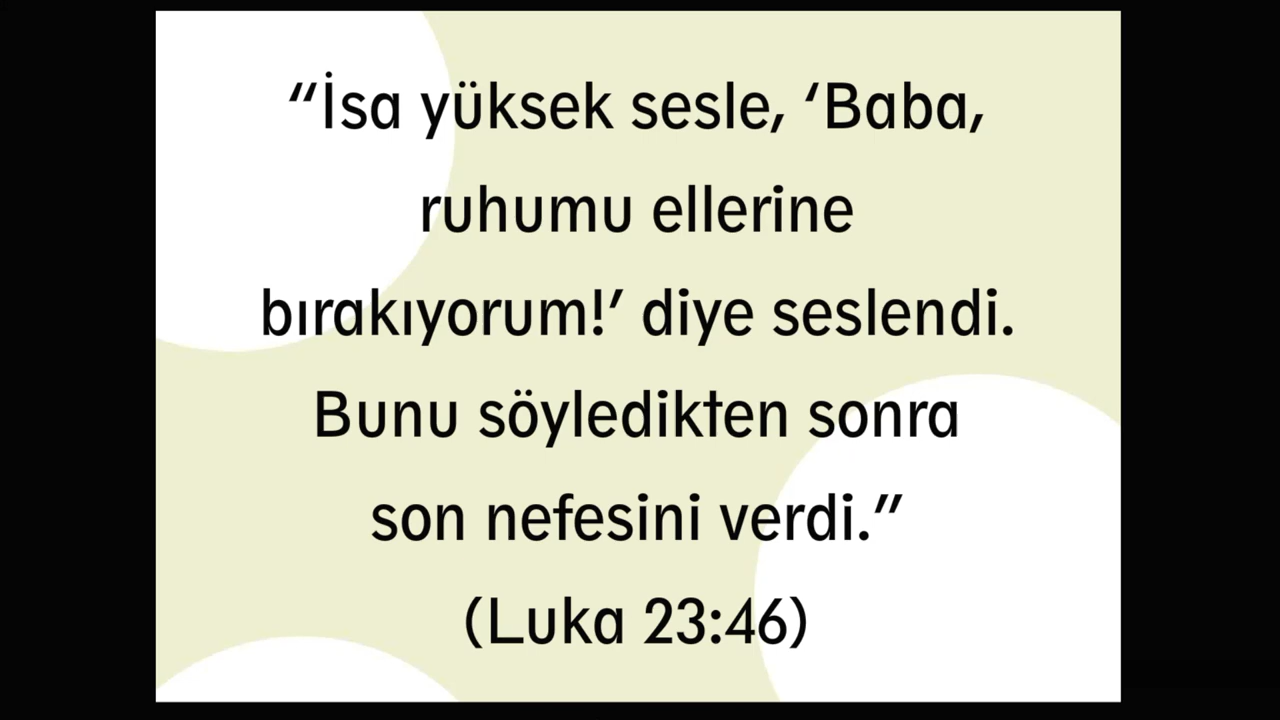 “İsa yüksek sesle, ‘Baba,
ruhumu ellerine
bırakıyorum!’ diye seslendi.
Bunu söyledikten sonra
son nefesini verdi.”
(Luka 23:46)